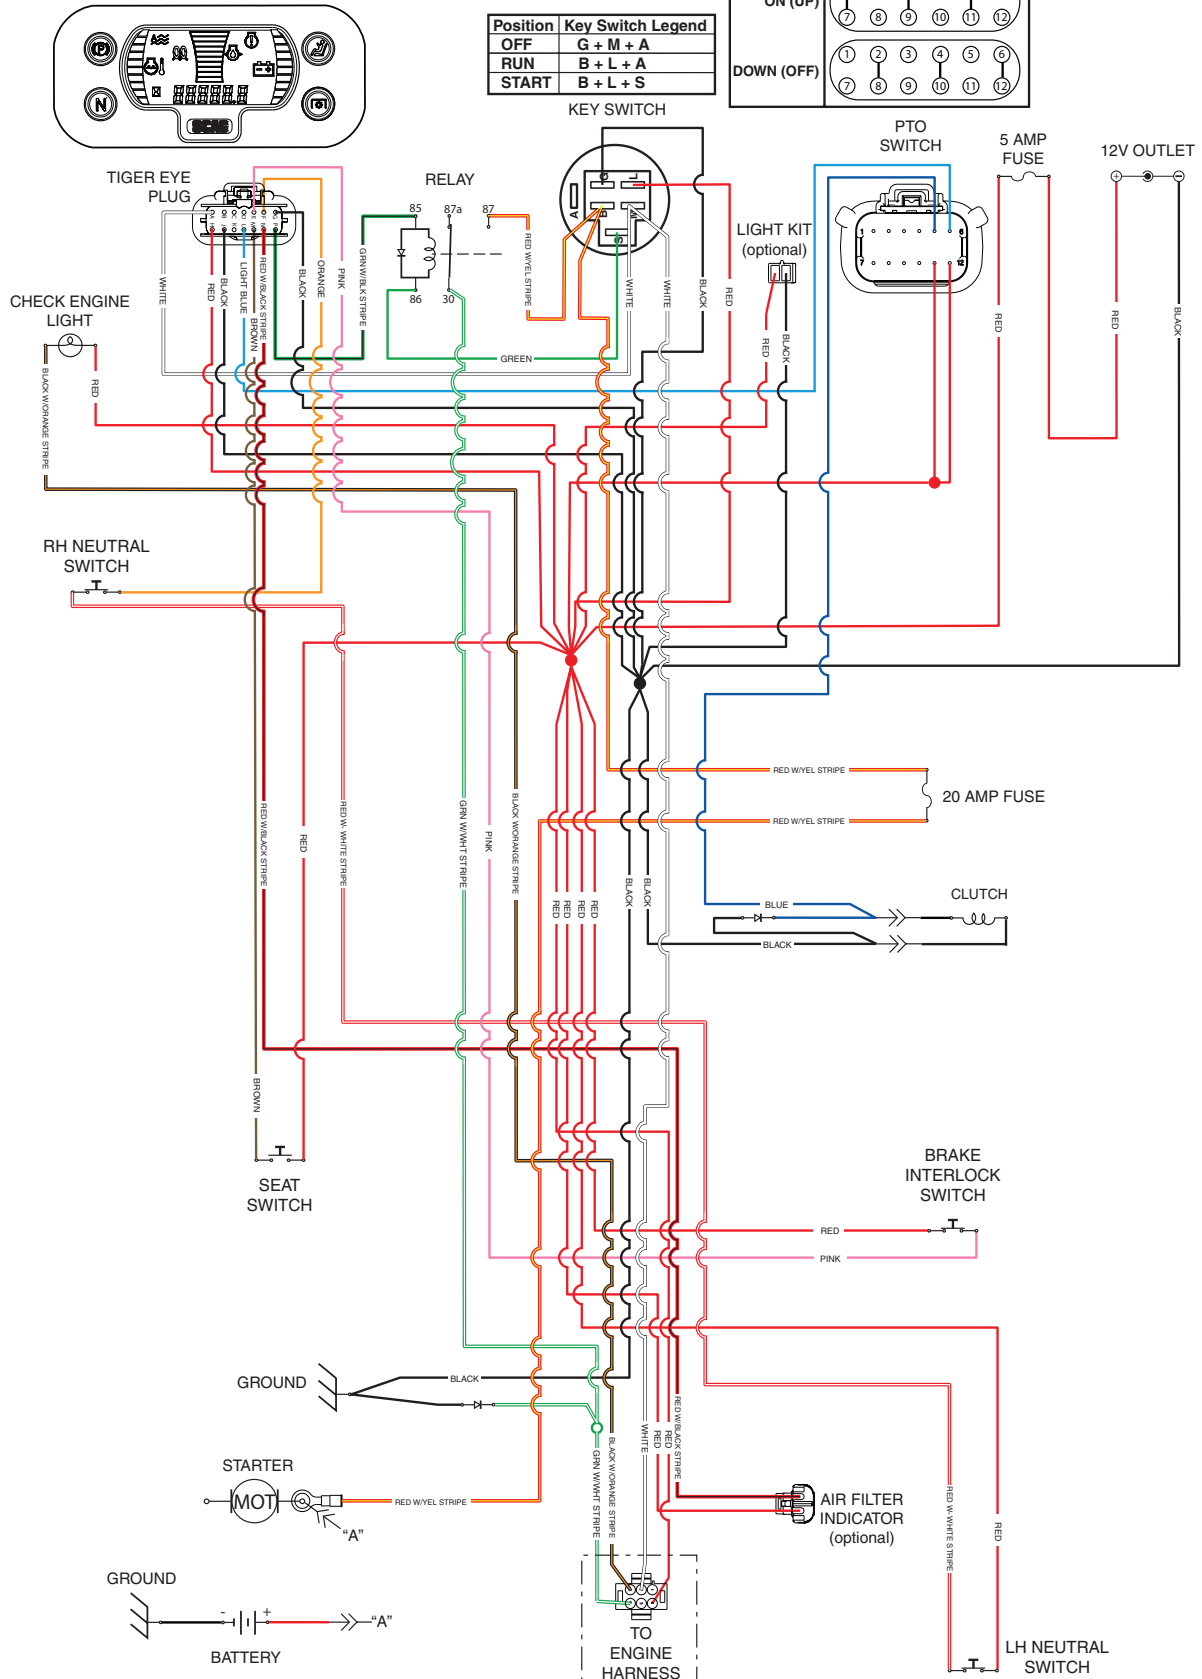 ON (UP)
7 8 9 10 11 12
1 2 3 4 5 6
DOWN (OFF)
7 8 9 10 11 12
Position Key Switch Legend
OFF G + M + A
RUN B + L + A
START B + L + S
KEY SWITCH
P
N
SCAG
PTO
SWITCH
5 AMP
FUSE
12V OUTLET
TIGER EYE
PLUG
RELAY
85
87a
87
86
30
G
L
A
B
M
S
LIGHT KIT
(optional)
1
6
7
12
CHECK ENGINE
LIGHT
WHITE
RED
BLACK
LIGHT BLUE
BROWN
RED W/BLACK STRIPE
BLACK
ORANGE
PINK
GRN W/BLK STRIPE
RED W/YEL STRIPE
WHITE
WHITE
BLACK
RED
RED
BLACK
RED
RED
BLACK
GREEN
BLACK W/ORANGE STRIPE
RED
RH NEUTRAL
SWITCH
RED W/YEL STRIPE
20 AMP FUSE
RED W/YEL STRIPE
RED W/BLACK STRIPE
RED
RED W- WHITE STRIPE
GRN W/WHT STRIPE
PINK
BLACK W/ORANGE STRIPE
RED
RED
RED
RED
BLACK
BLACK
CLUTCH
BLUE
BLACK
BROWN
SEAT
SWITCH
BRAKE
INTERLOCK
SWITCH
RED
PINK
GROUND
BLACK
STARTER
MOT
RED W/YEL STRIPE
"A"
GRN W/WHT STRIPE
BLACK W/ORANGE STRIPE
WHITE
RED
RED
RED W/BLACK STRIPE
AIR FILTER
INDICATOR
(optional)
RED W- WHITE STRIPE
RED
GROUND
-
+
"A"
BATTERY
TO
ENGINE
HARNESS
LH NEUTRAL
SWITCH